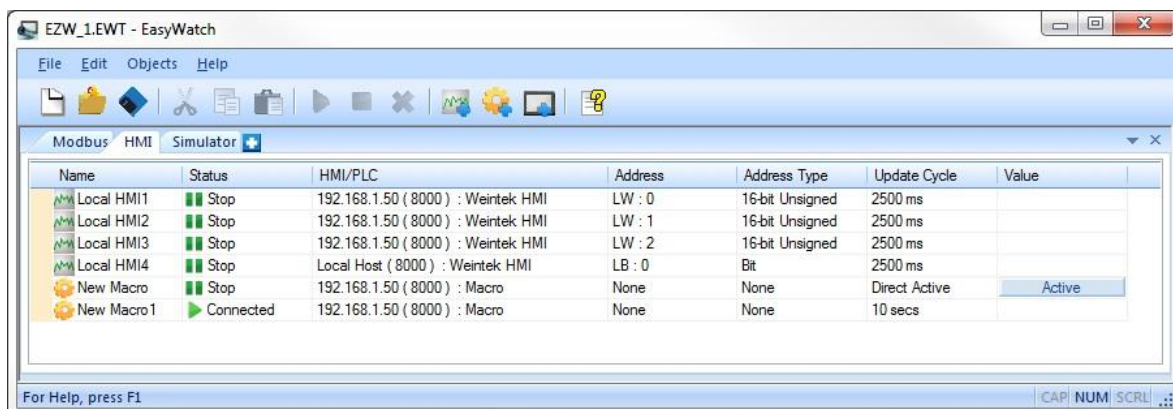 EZW_1.EWT - EasyWatch
File Edit Objects Help
Modbus HMI Simulator
Name Status HMI/PLC Address Address Type Update Cycle Value
Local HMI1 Stop 192.168.1.50 ( 8000 ) : Weintek HMI LW : 0 16-bit Unsigned 2500 ms
Local HMI2 Stop 192.168.1.50 ( 8000 ) : Weintek HMI LW : 1 16-bit Unsigned 2500 ms
Local HMI3 Stop 192.168.1.50 ( 8000 ) : Weintek HMI LW : 2 16-bit Unsigned 2500 ms
Local HMI4 Stop Local Host ( 8000 ) : Weintek HMI LB : 0 Bit 2500 ms
New Macro Stop 192.168.1.50 ( 8000 ) : Macro None None Direct Active Active
New Macro1 Connected 192.168.1.50 ( 8000 ) : Macro None None 10 secs
For Help, press F1 CAP NUM SCRL